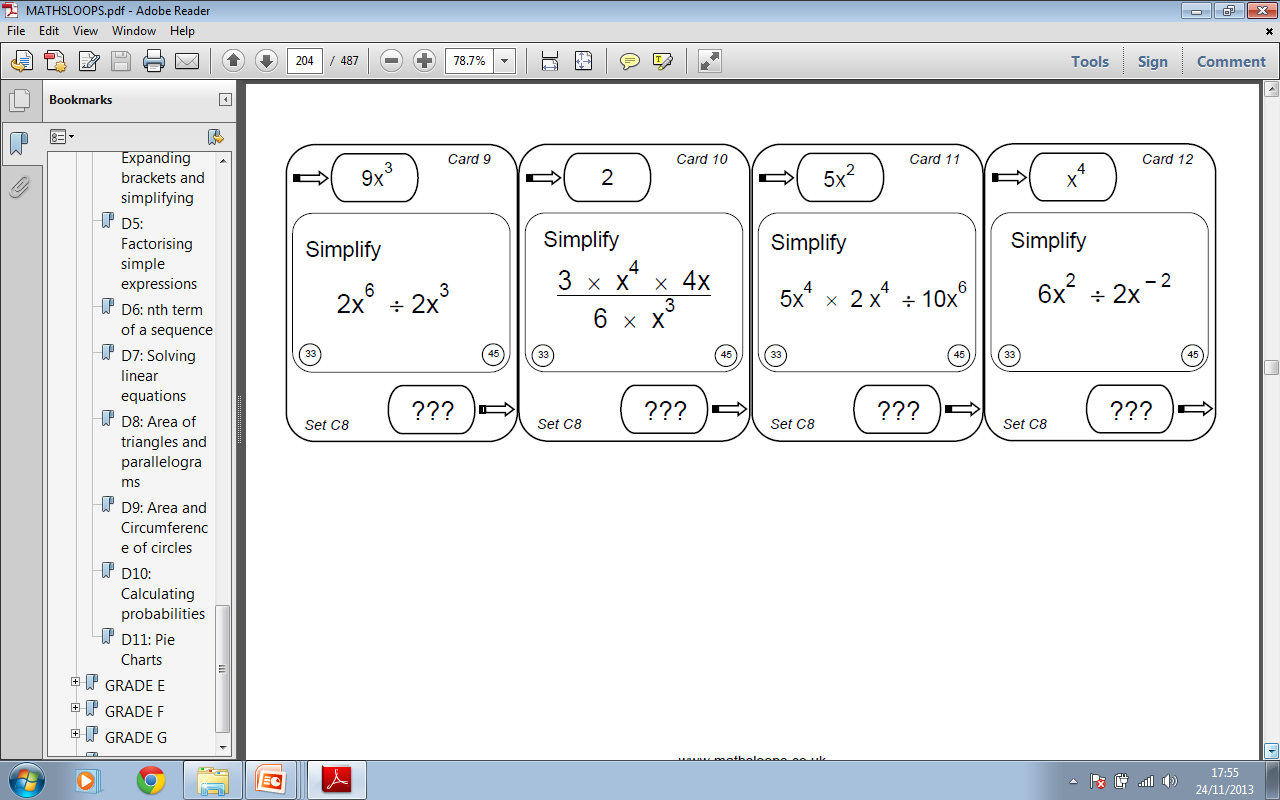 MATHSLOOPS.pdf - Adobe Reader
File Edit View Window Help
204 / 487 78.7% Tools Sign Comment
Bookmarks
Expanding
brackets and
simplifying
D5:
Factorising
simple
expressions
D6: nth term
of a sequence
D7: Solving
linear
equations
D8: Area of
triangles and
parallelogra
ms
D9: Area and
Circumferenc
e of circles
D10:
Calculating
probabilities
D11: Pie
Charts
GRADE E
GRADE F
GRADE G
Card 9
9x³
Simplify
2x⁶ ÷ 2x³
33 45
???
Set C8
Card 10
2
Simplify
3 × x⁴ × 4x
6 × x³
33 45
???
Set C8
Card 11
5x²
Simplify
5x⁴ × 2 x⁴ ÷ 10x⁶
33 45
???
Set C8
Card 12
x⁴
Simplify
6x² ÷ 2x⁻²
33 45
???
Set C8
www.mathsloops.co.uk
17:55
24/11/2013